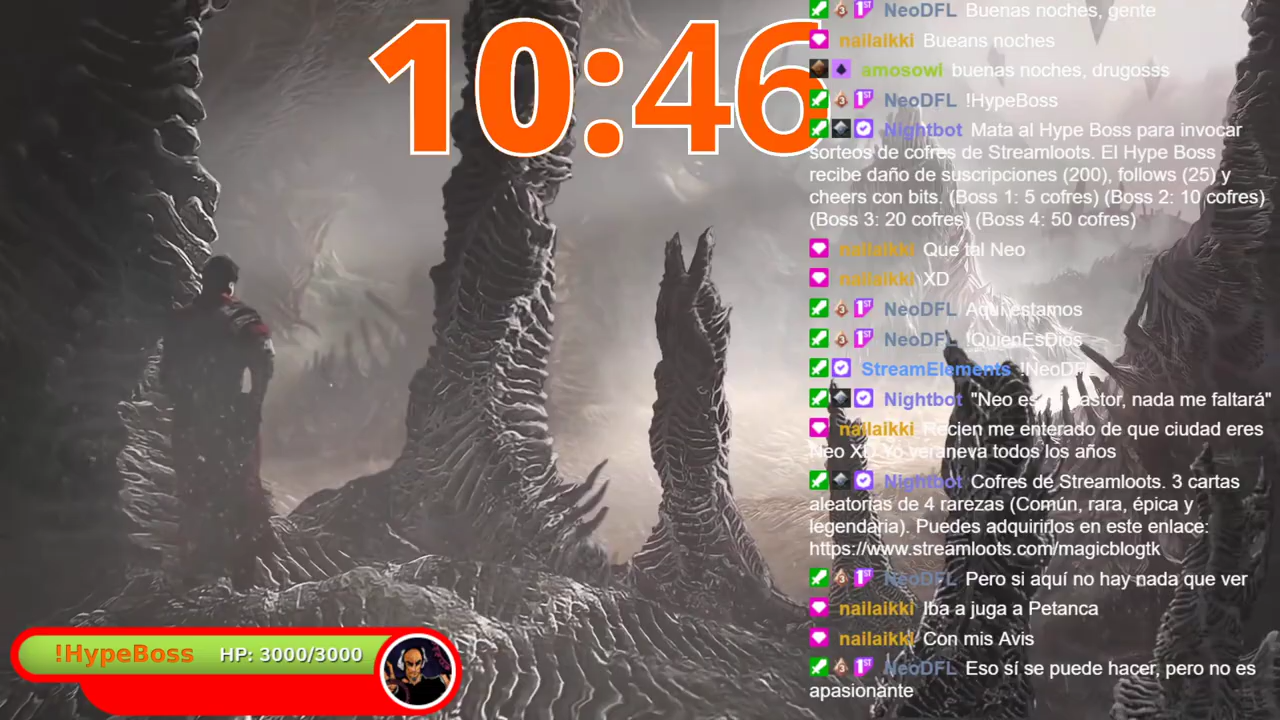 10:46
NeoDFL Buenas noches, gente
nailaikki Bueans noches
amosowi buenas noches, drugosss
NeoDFL !HypeBoss
Nightbot Mata al Hype Boss para invocar
sorteos de cofres de Streamloots. El Hype Boss
recibe daño de suscripciones (200), follows (25) y
cheers con bits. (Boss 1: 5 cofres) (Boss 2: 10 cofres)
(Boss 3: 20 cofres) (Boss 4: 50 cofres)
nailaikki Que tal Neo
nailaikki XD
NeoDFL Aqui estamos
NeoDFL !QuienEsDios
StreamElements !NeoDFL
Nightbot "Neo es mi pastor, nada me faltará"
nailaikki Recien me enterado de que ciudad eres
Neo XD Yo veraneva todos los años
Nightbot Cofres de Streamloots. 3 cartas
aleatorias de 4 rarezas (Común, rara, épica y
legendaria). Puedes adquirirlos en este enlace:
https://www.streamloots.com/magicblogtk
NeoDFL Pero si aquí no hay nada que ver
nailaikki Iba a juga a Petanca
nailaikki Con mis Avis
NeoDFL Eso sí se puede hacer, pero no es
apasionante
!HypeBoss HP: 3000/3000